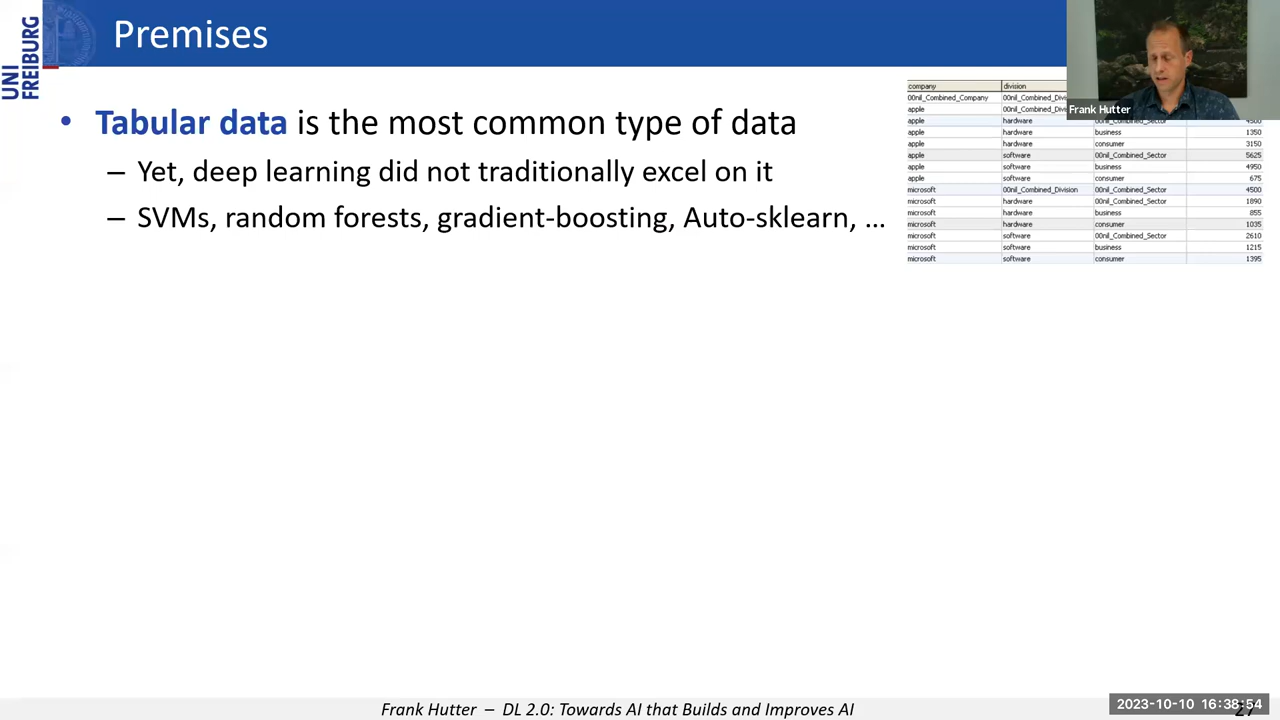 UNI
FREIBURG
Premises
• Tabular data is the most common type of data
– Yet, deep learning did not traditionally excel on it
– SVMs, random forests, gradient-boosting, Auto-sklearn, ...
company division
00nil_Combined_Company 00nil_Combined_Divi
apple 00nil_Combined_Divi
apple hardware 00nil_Combined_Sector 4500
apple hardware business 1350
apple hardware consumer 3150
apple software 00nil_Combined_Sector 5625
apple software business 4950
apple software consumer 675
microsoft 00nil_Combined_Division 00nil_Combined_Sector 4500
microsoft hardware 00nil_Combined_Sector 1890
microsoft hardware business 855
microsoft hardware consumer 1035
microsoft software 00nil_Combined_Sector 2610
microsoft software business 1215
microsoft software consumer 1395
Frank Hutter
Frank Hutter – DL 2.0: Towards AI that Builds and Improves AI
2023-10-10 16:38:54
27